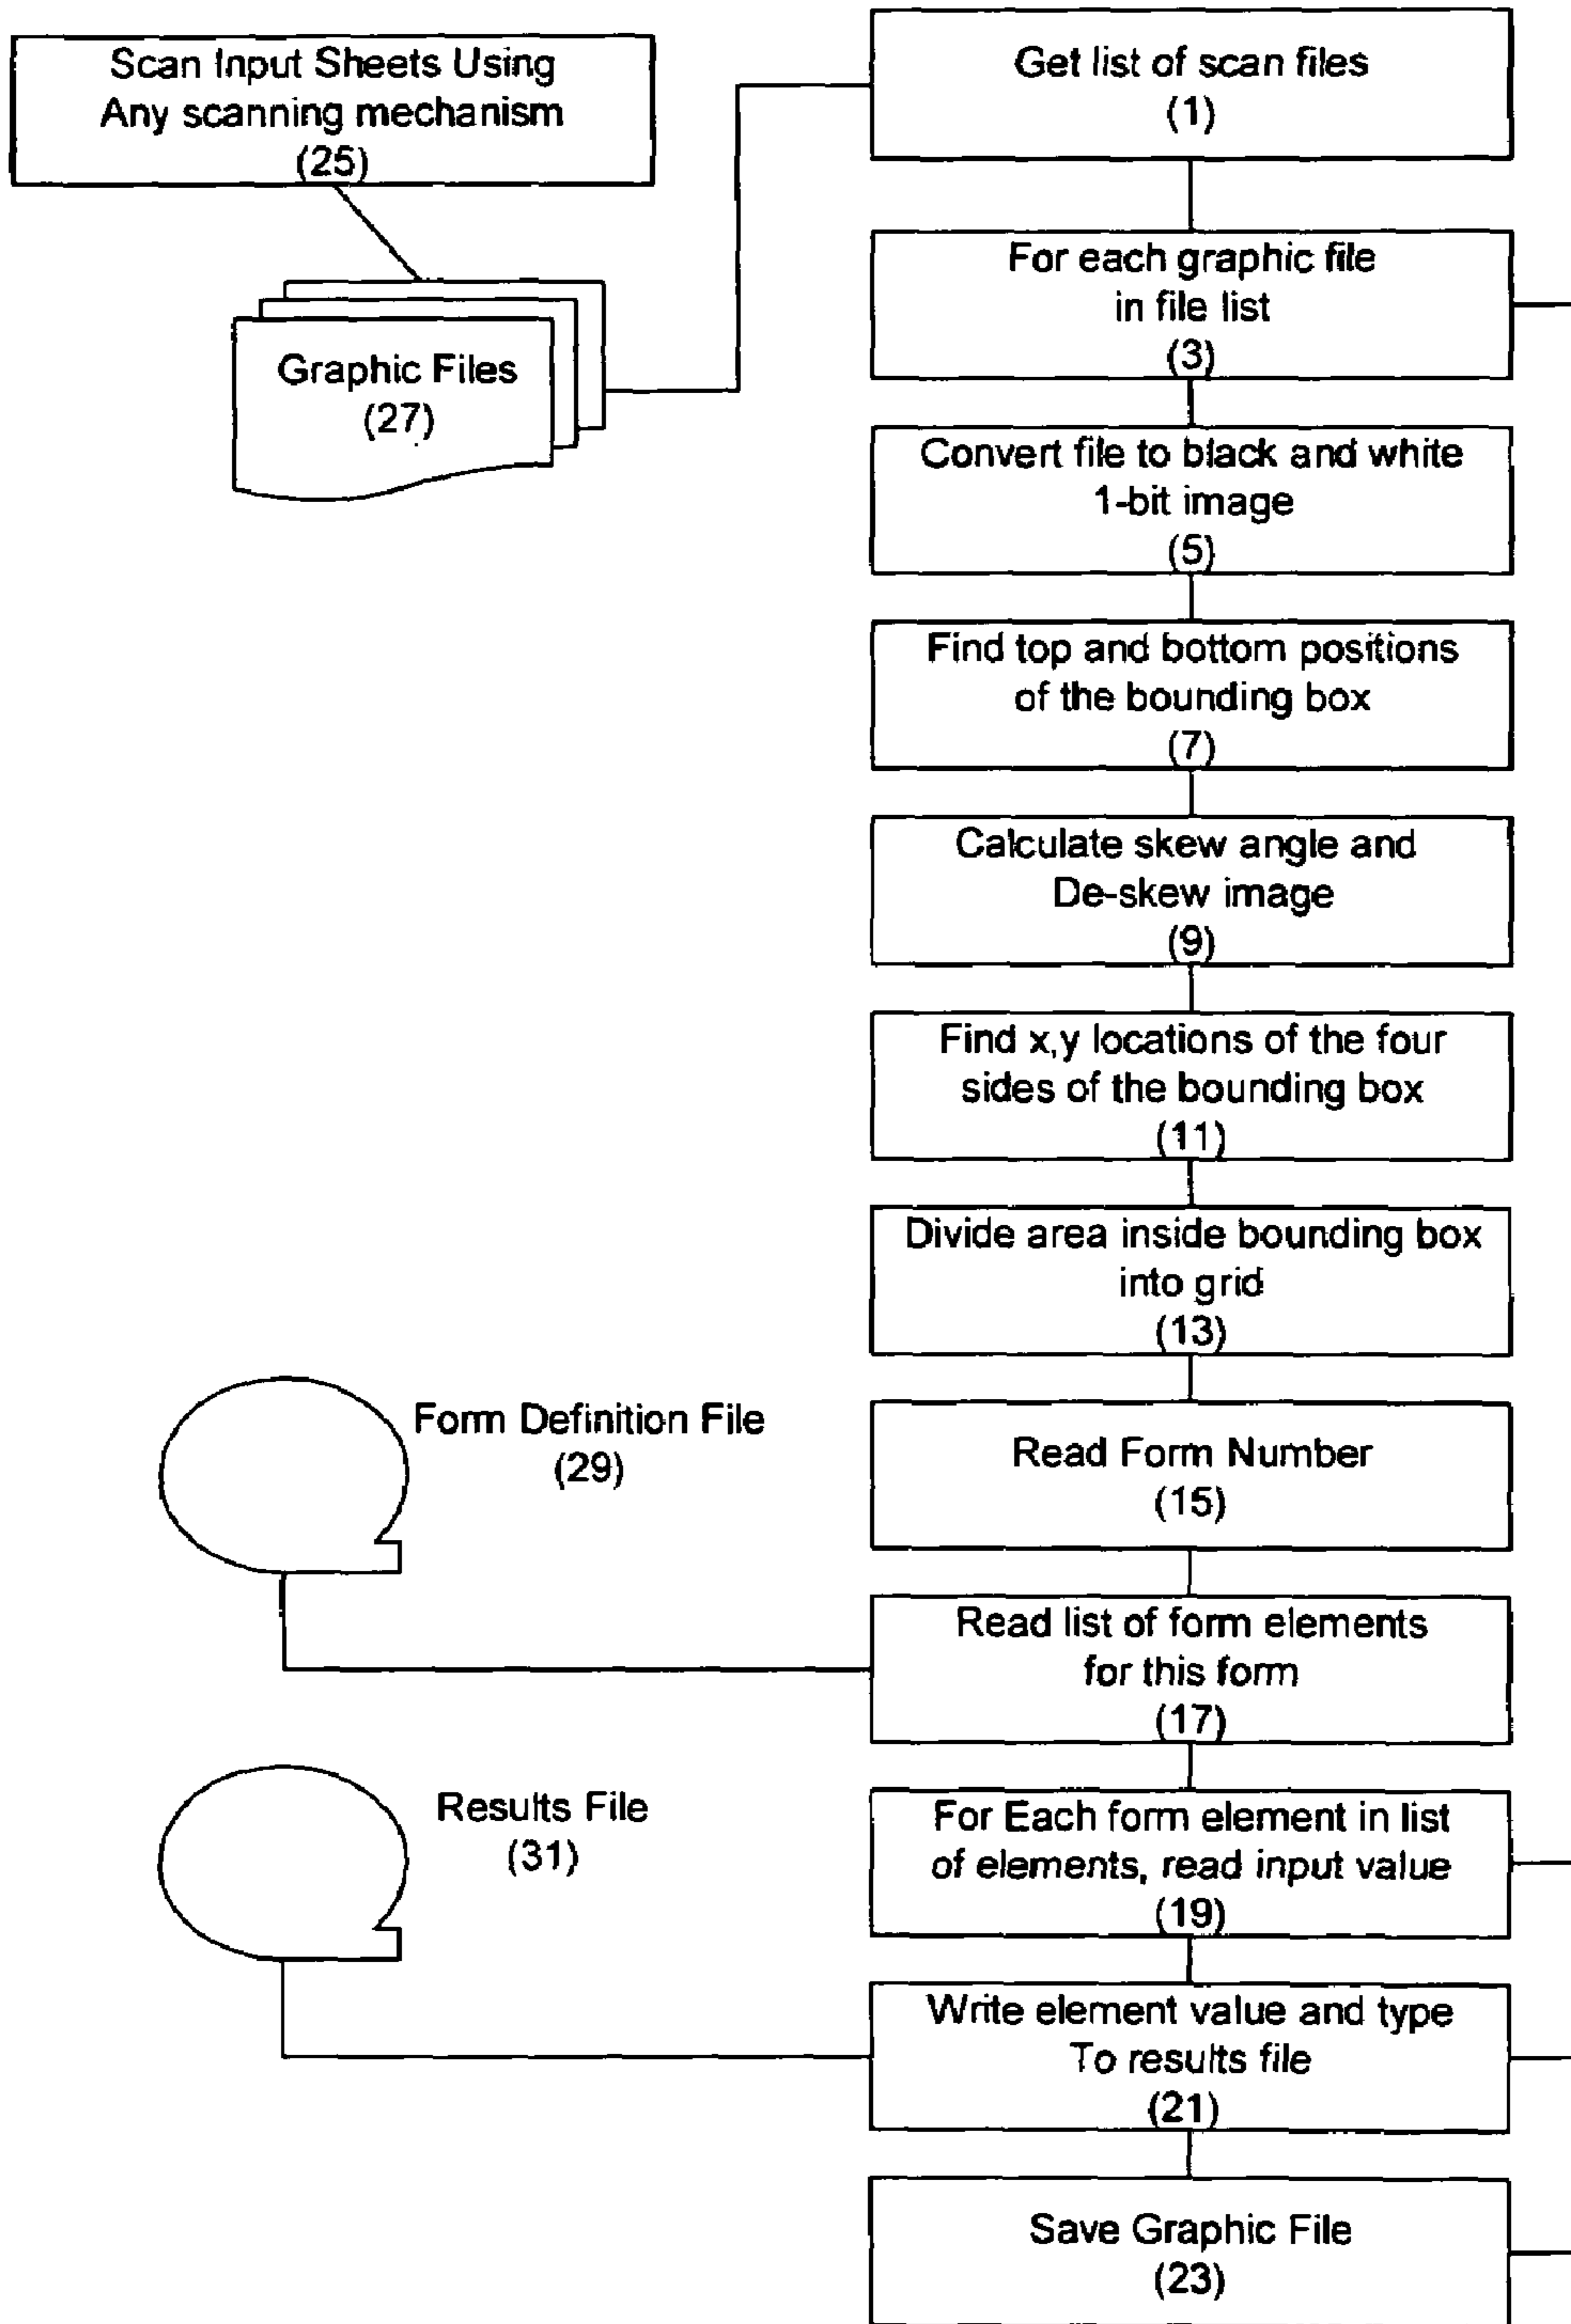 Scan Input Sheets Using
Any scanning mechanism
(25)
Graphic Files
(27)
Get list of scan files
(1)
For each graphic file
in file list
(3)
Convert file to black and white
1-bit image
(5)
Find top and bottom positions
of the bounding box
(7)
Calculate skew angle and
De-skew image
(9)
Find x,y locations of the four
sides of the bounding box
(11)
Divide area inside bounding box
into grid
(13)
Form Definition File
(29)
Read Form Number
(15)
Read list of form elements
for this form
(17)
Results File
(31)
For Each form element in list
of elements, read input value
(19)
Write element value and type
To results file
(21)
Save Graphic File
(23)